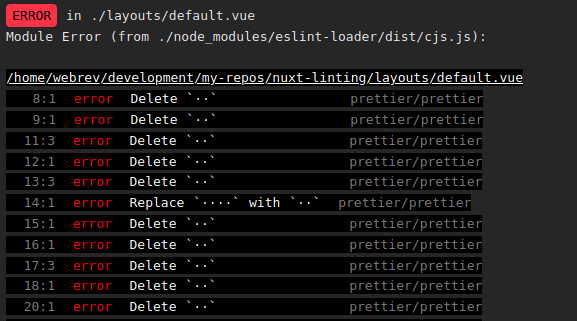 ERROR in ./layouts/default.vue
Module Error (from ./node_modules/eslint-loader/dist/cjs.js):
/home/webrev/development/my-repos/nuxt-linting/layouts/default.vue
8:1 error Delete `··` prettier/prettier
9:1 error Delete `··` prettier/prettier
11:3 error Delete `··` prettier/prettier
12:1 error Delete `··` prettier/prettier
13:3 error Delete `··` prettier/prettier
14:1 error Replace `····` with `··` prettier/prettier
15:1 error Delete `··` prettier/prettier
16:1 error Delete `··` prettier/prettier
17:3 error Delete `··` prettier/prettier
18:1 error Delete `··` prettier/prettier
20:1 error Delete `··` prettier/prettier